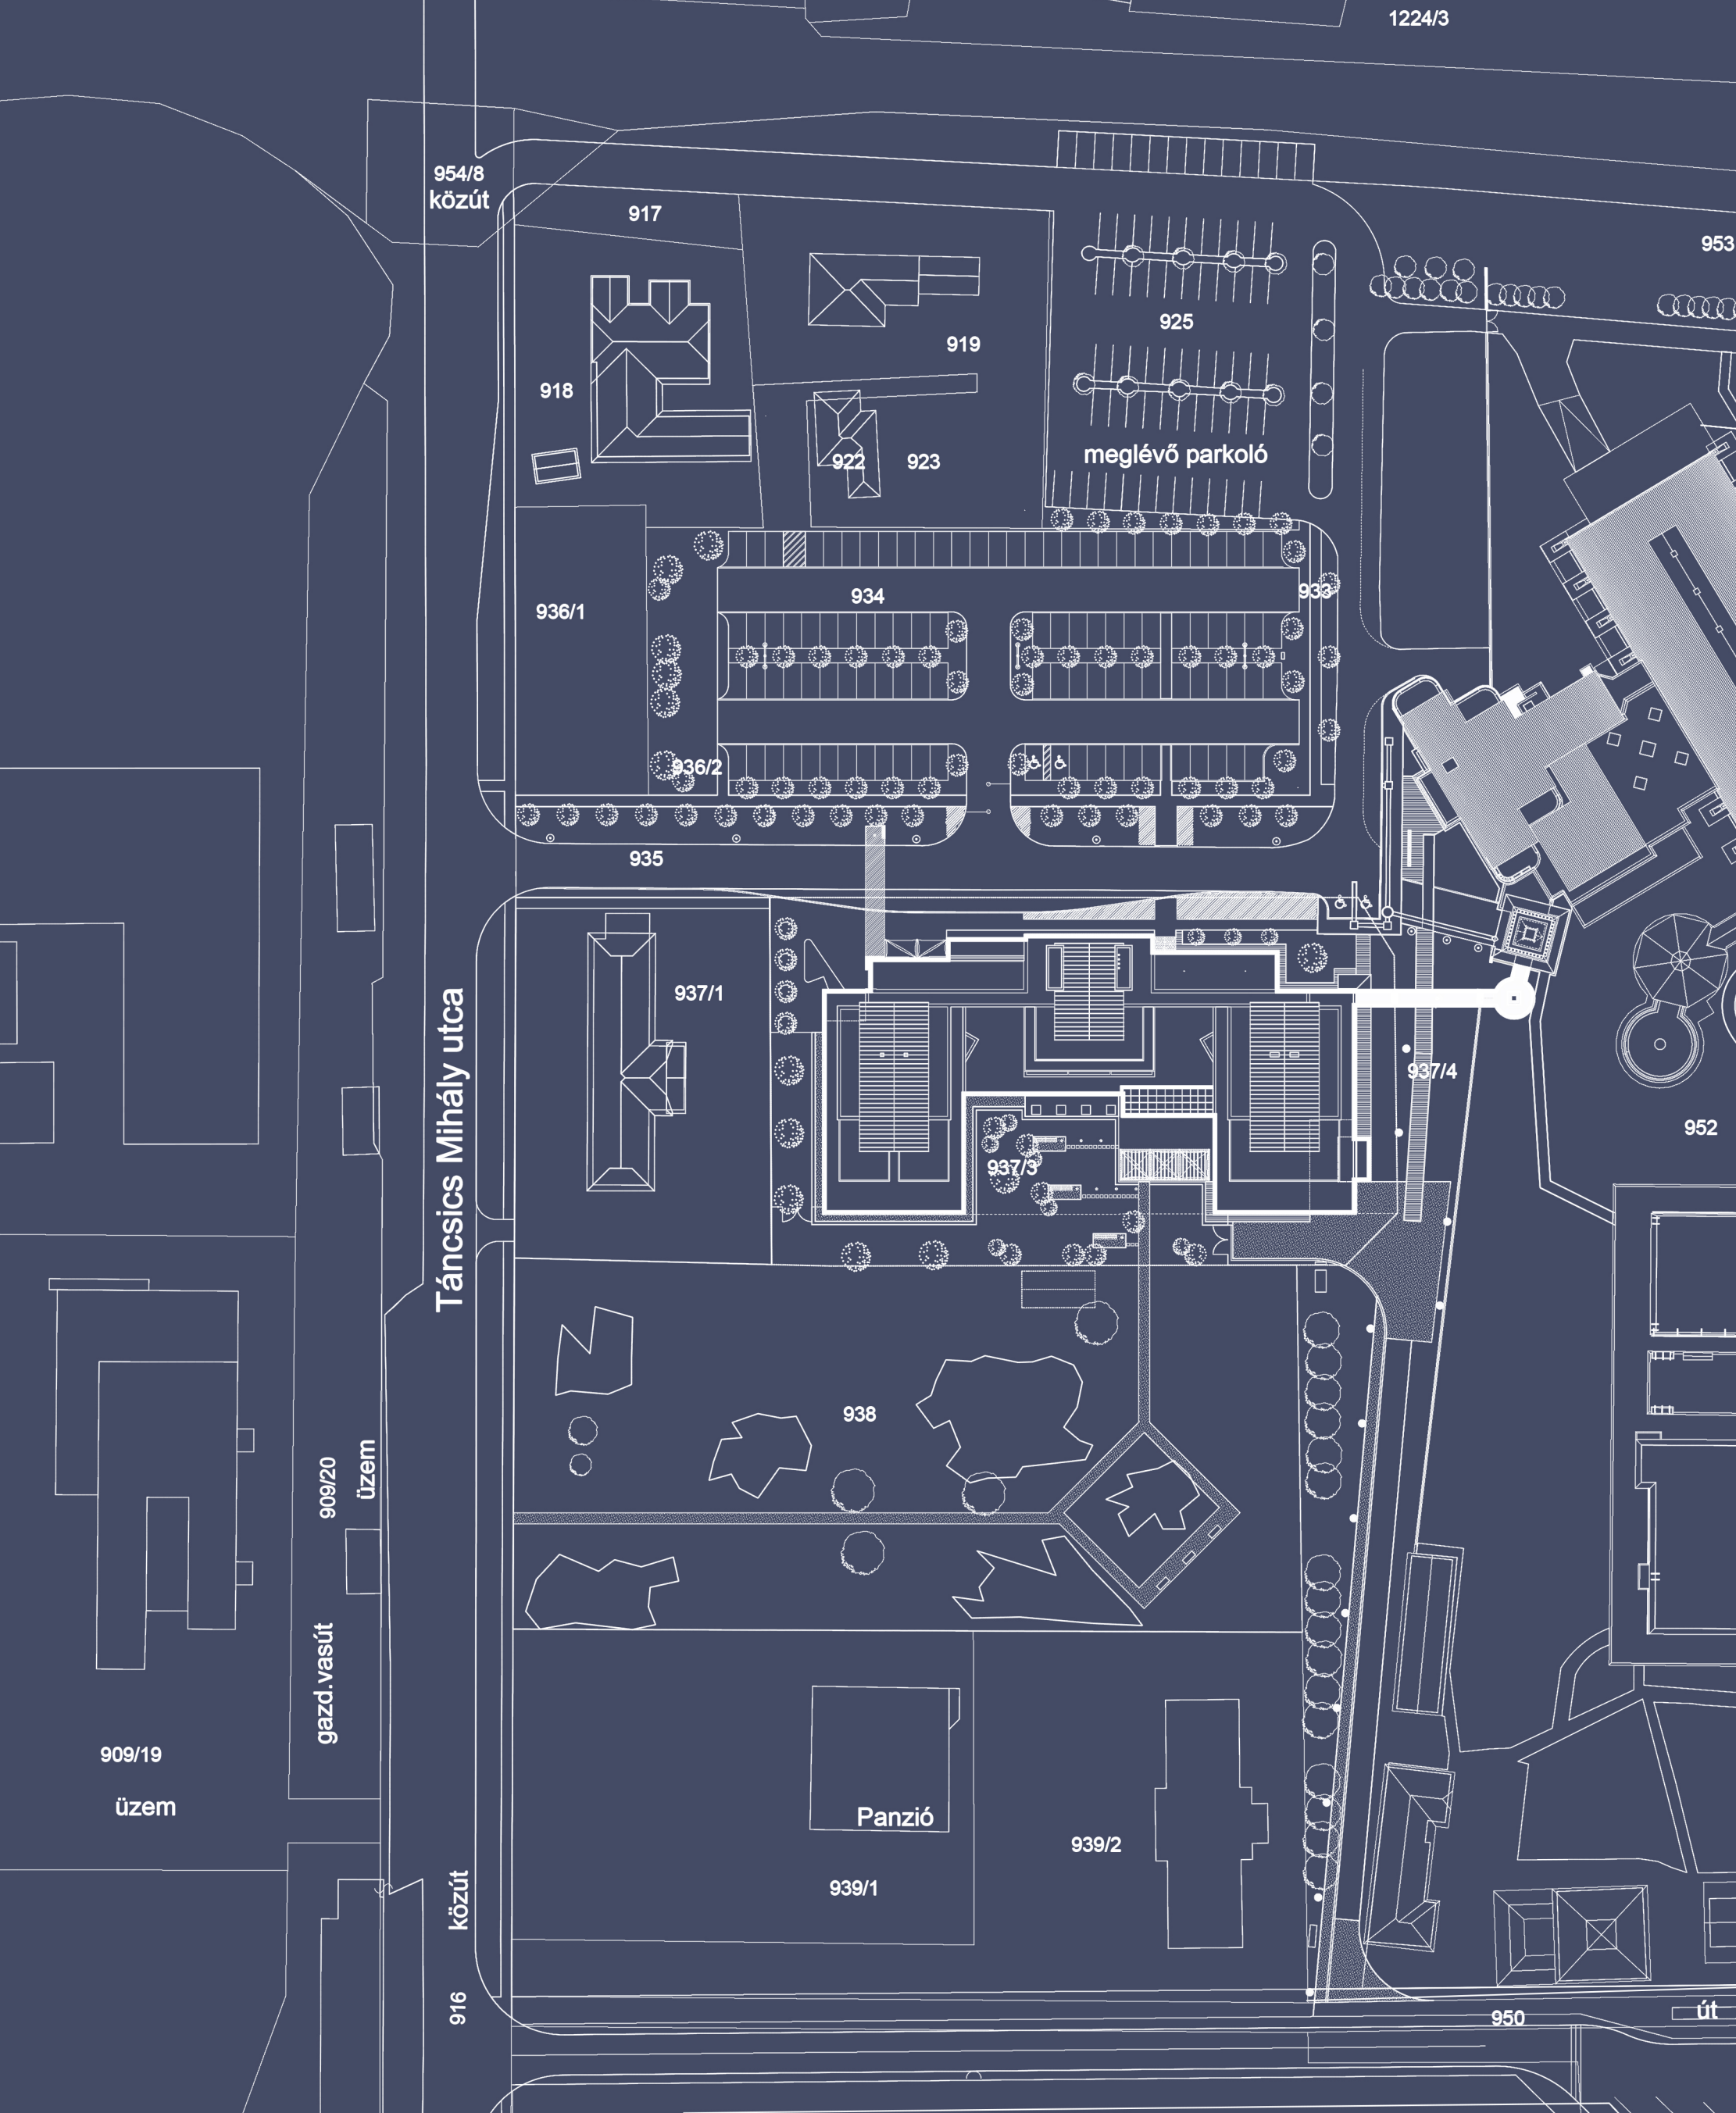 1224/3
954/8
közút
917
953
925
919
918
meglévő parkoló
922
923
934
933
936/1
936/2
935
937/1
Táncsics Mihály utca
937/4
952
937/3
938
909/20
üzem
gazd.vasút
909/19
üzem
Panzió
939/2
939/1
közút
916
950
út